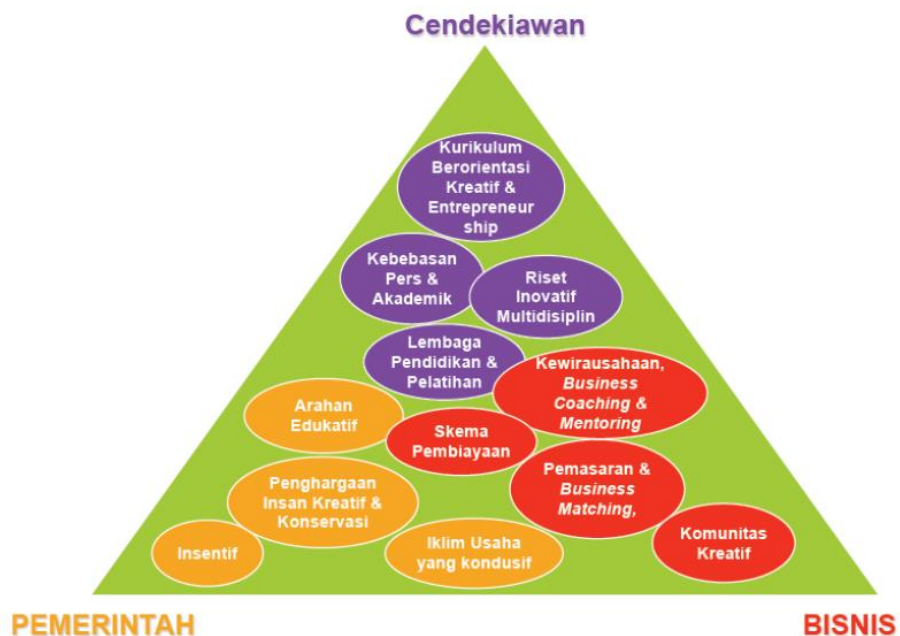 Cendekiawan
Kurikulum
Berorientasi
Kreatif &
Entrepreneur
ship
Kebebasan
Pers &
Akademik
Riset
Inovatif
Multidisiplin
Lembaga
Pendidikan &
Pelatihan
Kewirausahaan,
Business
Coaching &
Mentoring
Arahan
Edukatif
Skema
Pembiayaan
Penghargaan
Insan Kreatif &
Konservasi
Pemasaran &
Business
Matching,
Insentif
Iklim Usaha
yang kondusif
Komunitas
Kreatif
PEMERINTAH
BISNIS